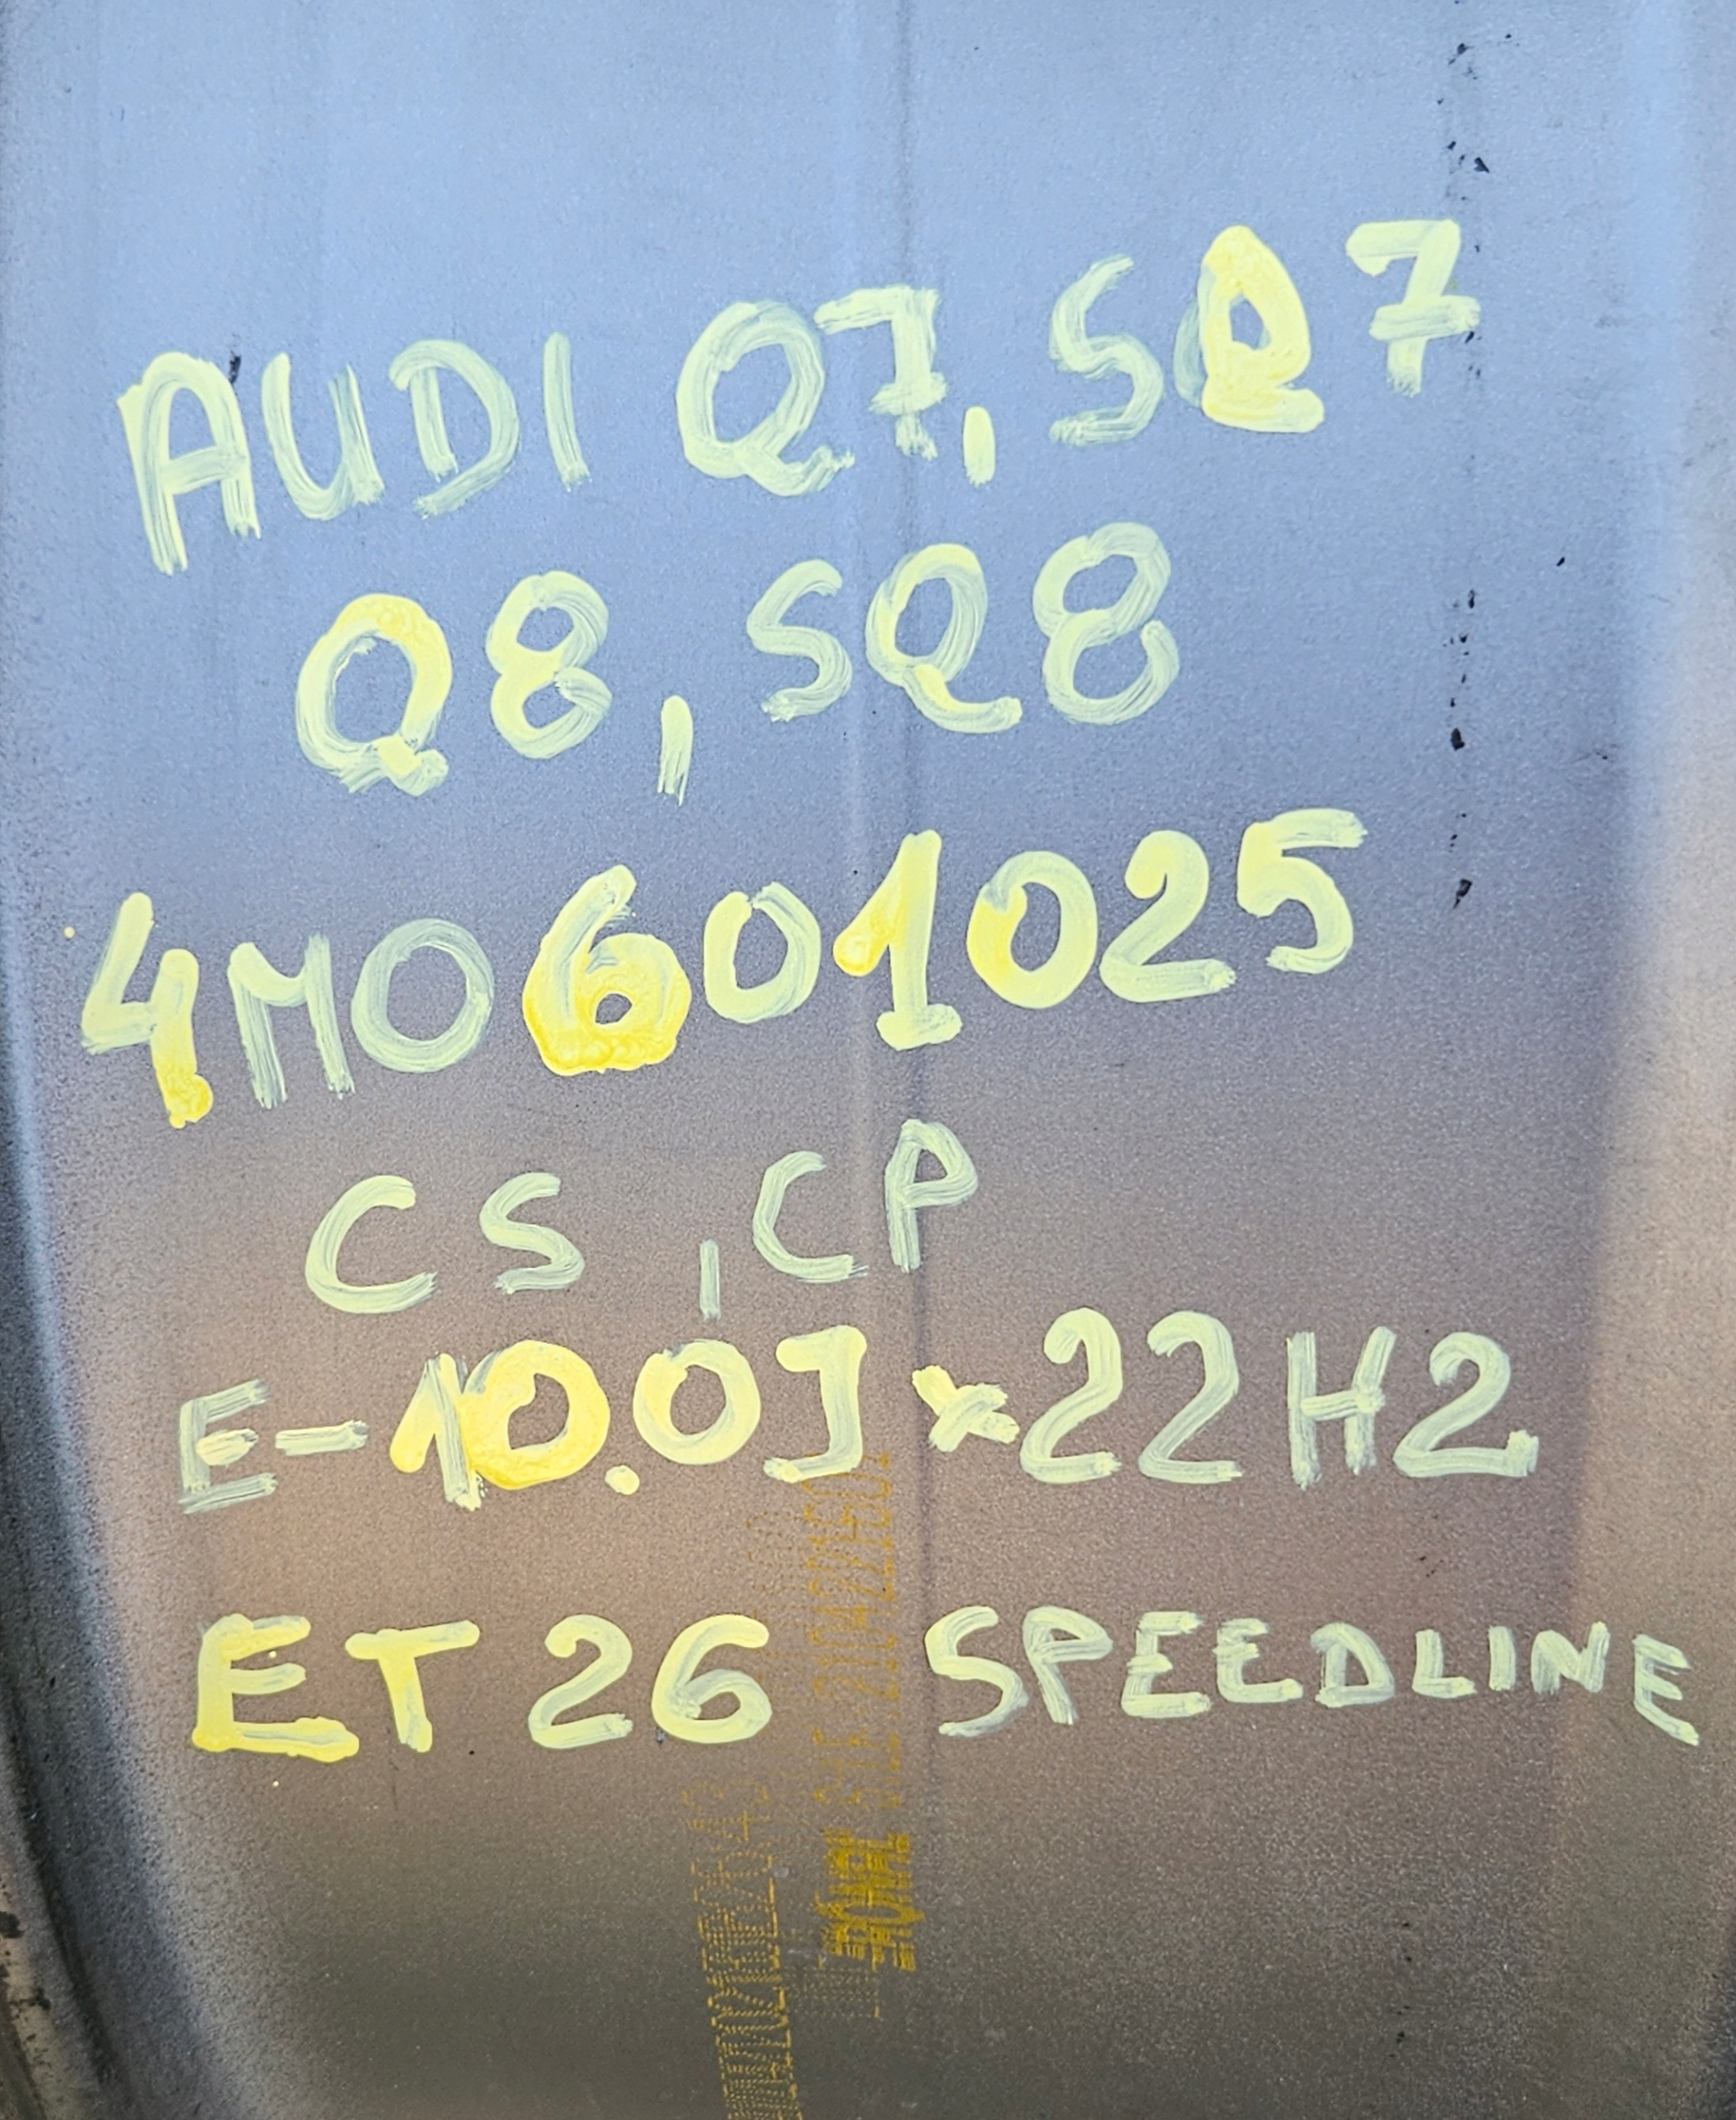 AUDI Q7, SQ7
Q8, SQ8
4M0601025
CS, CP
E-10.0J x 22H2
ET 26 SPEEDLINE